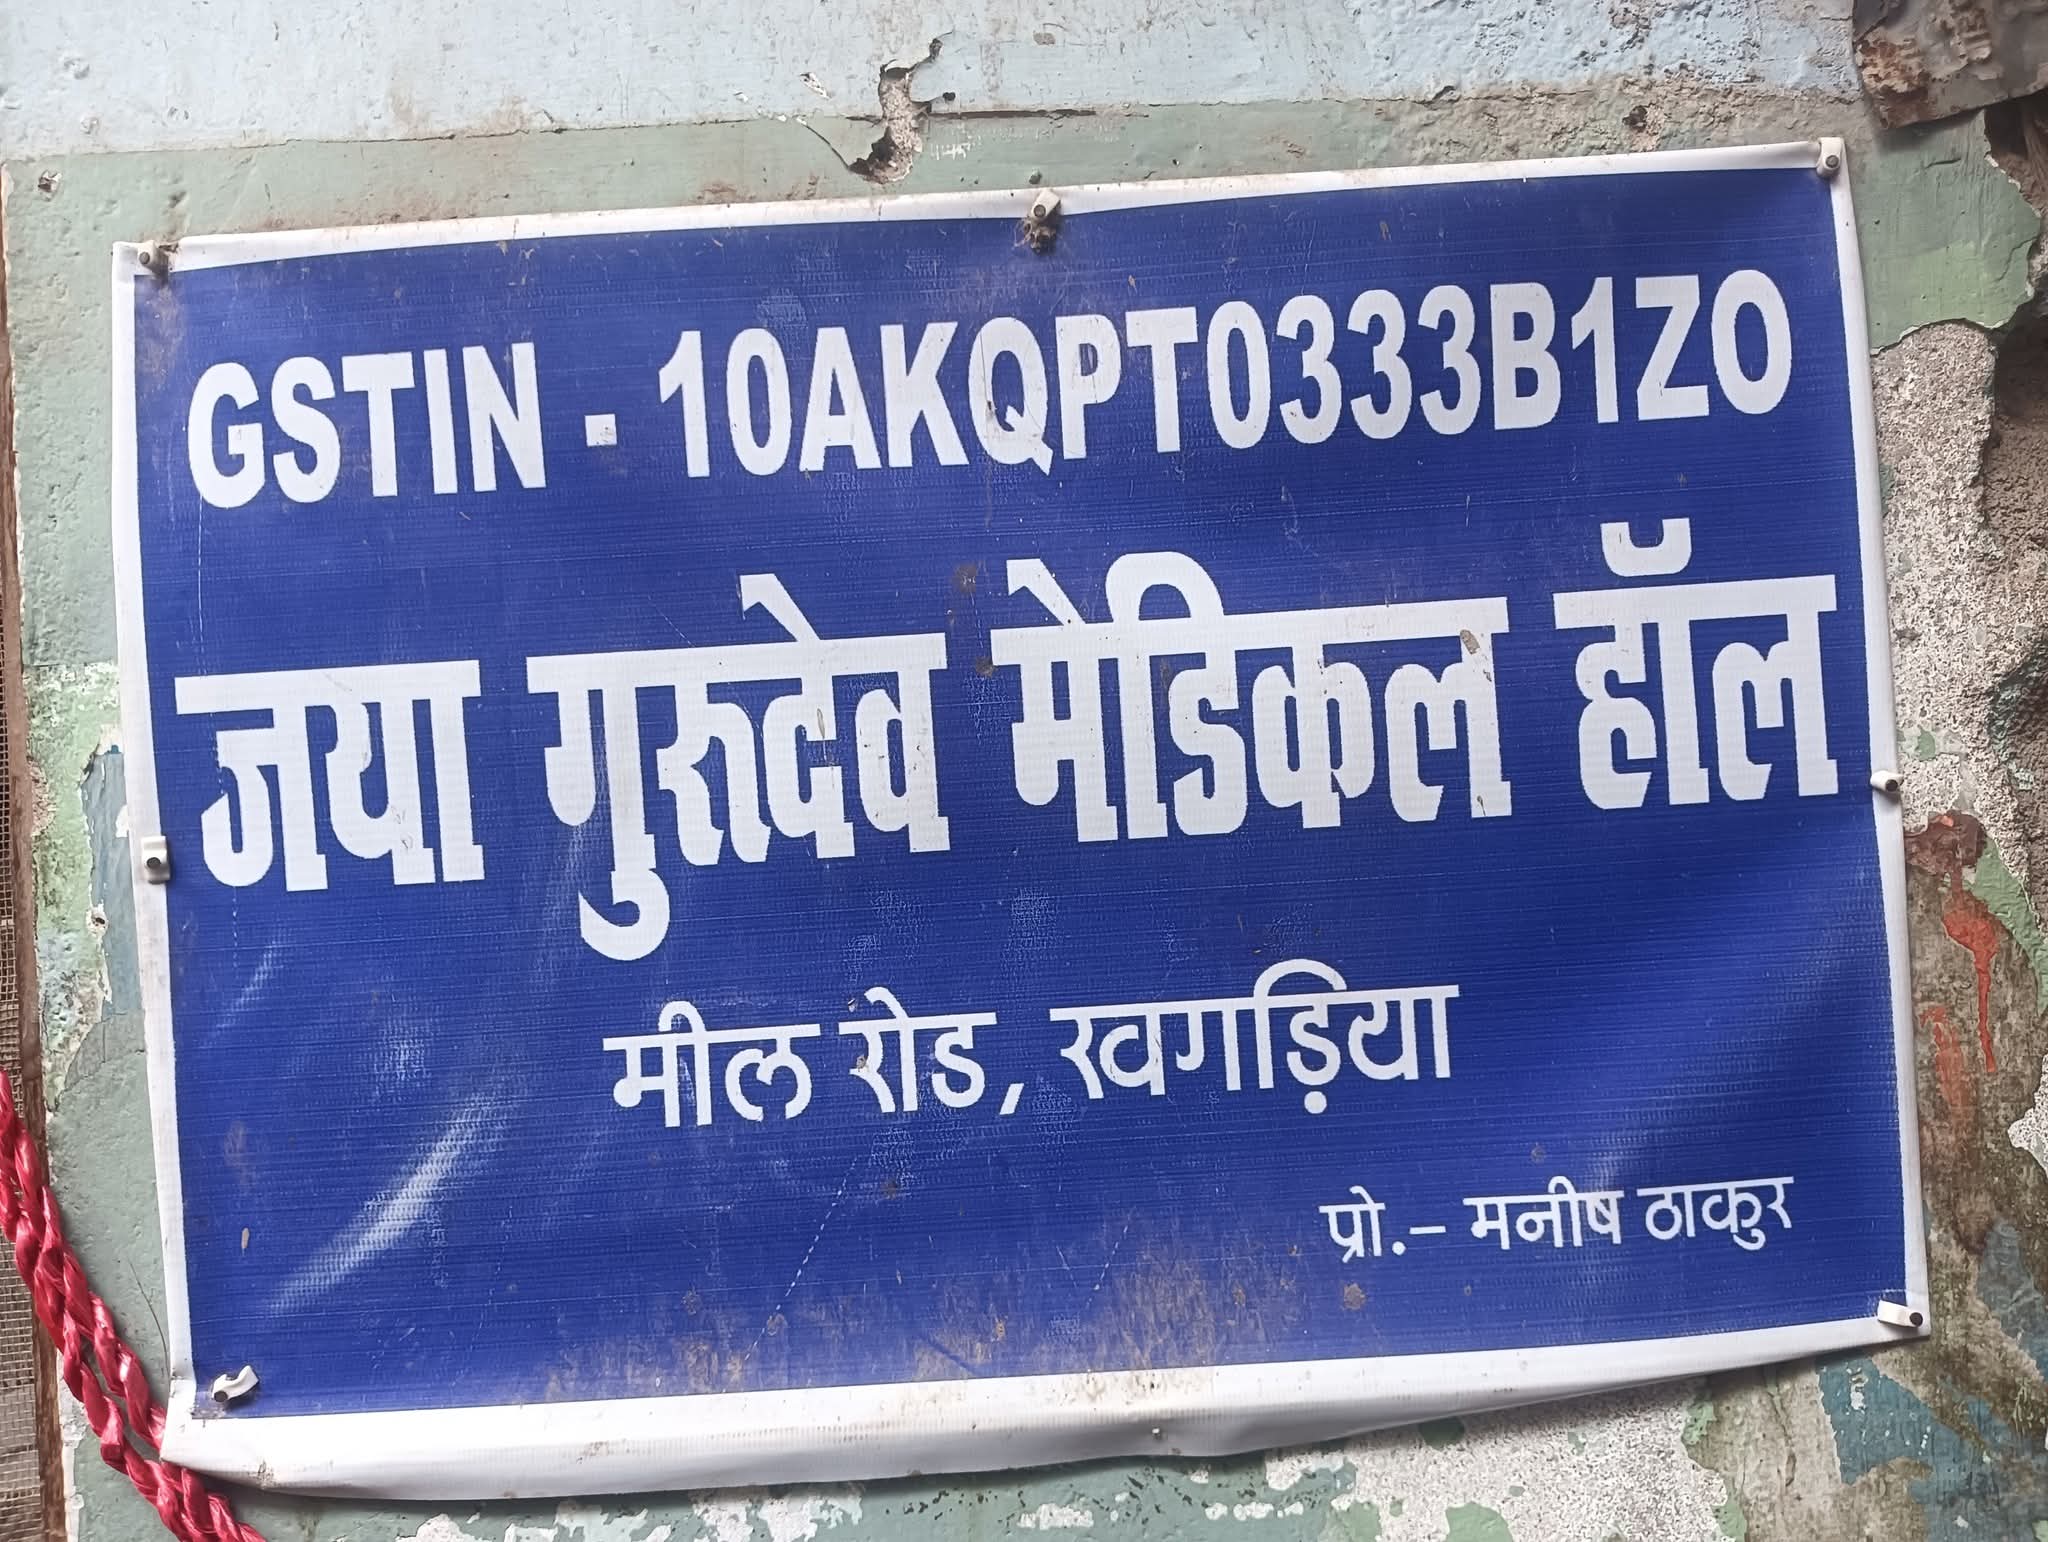 GSTIN - 10AKQPT0333B1ZO
जया गुरुदेव मेडिकल हॉल
मील रोड, खगड़िया
प्रो.– मनीष ठाकुर